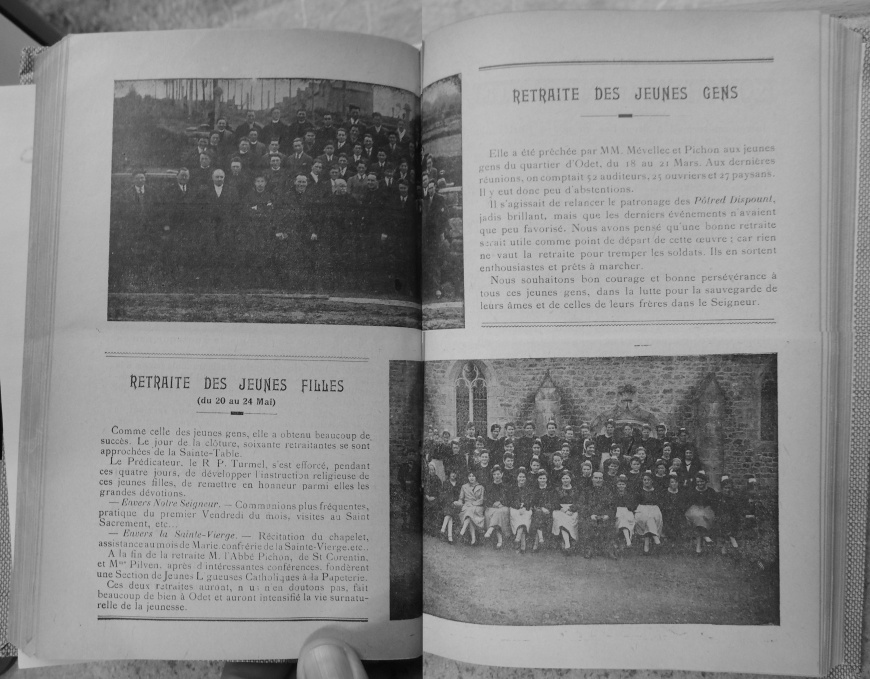 RETRAITE DES JEUNES FILLES
(du 20 au 24 Mai)
Comme celle des jeunes gens, elle a obtenu beaucoup de
succès. Le jour de la clôture, soixante retraitantes se sont
approchées de la Sainte-Table.
Le Prédicateur, le R P. Turmel, s'est efforcé, pendant
ces quatre jours, de développer l'instruction religieuse de
ces jeunes filles, de remettre en honneur parmi elles les
grandes dévotions.
— Envers Notre Seigneur. — Communions plus fréquentes,
pratique du premier Vendredi du mois, visites au Saint
Sacrement, etc...
— Envers la Sainte-Vierge. — Récitation du chapelet,
assistance au mois de Marie, confrérie de la Sainte-Vierge, etc..
A la fin de la retraite M. l'Abbé Pichon, de St Corentin,
et Mme Pilven, après d'intéressantes conférences, fondèrent
une Section de Jeunes L gueuses Catholiques à la Papeterie.
Ces deux retraites auront, n u n'en doutons pas, fait
beaucoup de bien à Odet et auront intensifié la vie surnatu-
relle de la jeunesse.
RETRAITE DES JEUNES GENS
Elle a été prêchée par MM. Mévellec et Pichon aux jeunes
gens du quartier d'Odet, du 18 au 21 Mars. Aux dernières
réunions, on comptait 52 auditeurs, 25 ouvriers et 27 paysans.
Il y eut donc peu d'abstentions.
Il s'agissait de relancer le patronage des Pôtred Dispount,
jadis brillant, mais que les derniers événements n'avaient
que peu favorisé. Nous avons pensé qu'une bonne retraite
serait utile comme point de départ de cette œuvre ; car rien
ne vaut la retraite pour tremper les soldats. Ils en sortent
enthousiastes et prêts à marcher.
Nous souhaitons bon courage et bonne persévérance à
tous ces jeunes gens, dans la lutte pour la sauvegarde de
leurs âmes et de celles de leurs frères dans le Seigneur.